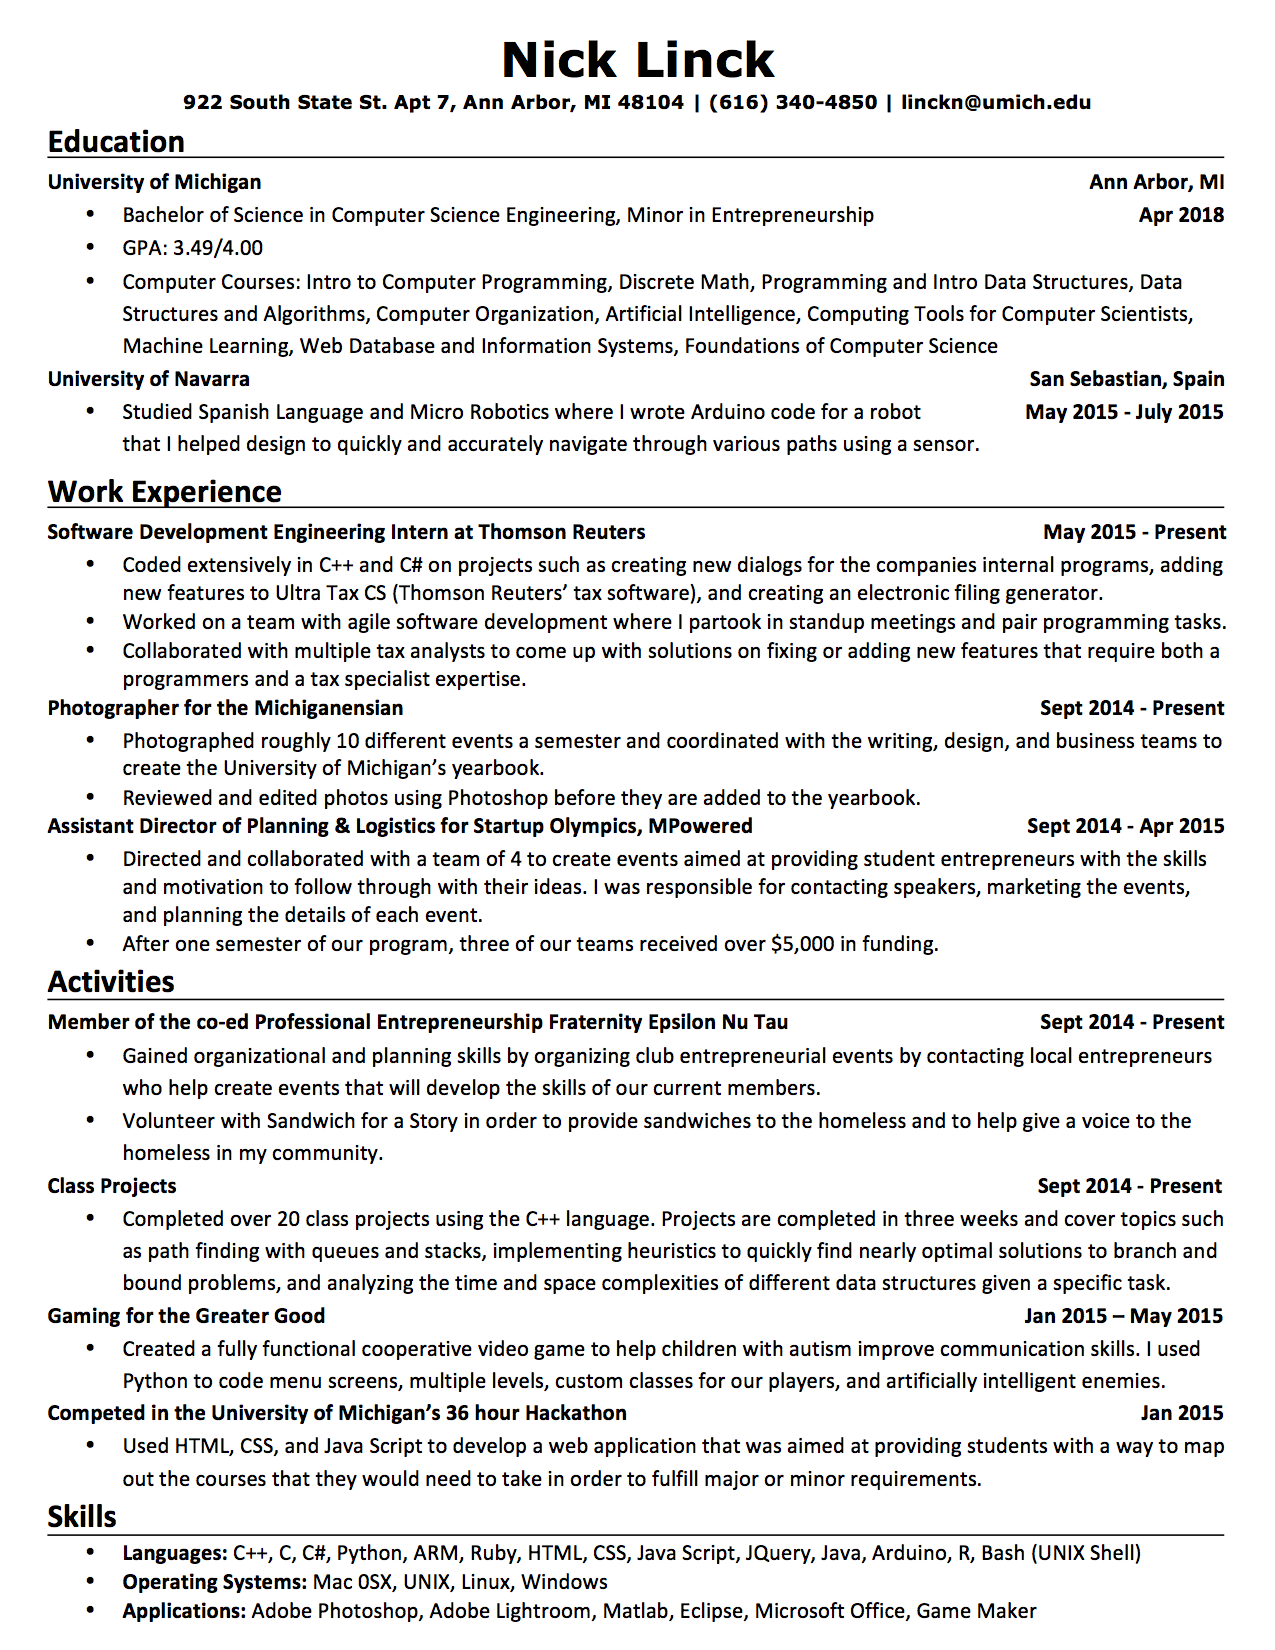 Nick Linck
922 South State St. Apt 7, Ann Arbor, MI 48104 | (616) 340-4850 | linckn@umich.edu
Education
University of Michigan Ann Arbor, MI
• Bachelor of Science in Computer Science Engineering, Minor in Entrepreneurship Apr 2018
• GPA: 3.49/4.00
• Computer Courses: Intro to Computer Programming, Discrete Math, Programming and Intro Data Structures, Data
Structures and Algorithms, Computer Organization, Artificial Intelligence, Computing Tools for Computer Scientists,
Machine Learning, Web Database and Information Systems, Foundations of Computer Science
University of Navarra San Sebastian, Spain
• Studied Spanish Language and Micro Robotics where I wrote Arduino code for a robot May 2015 - July 2015
that I helped design to quickly and accurately navigate through various paths using a sensor.
Work Experience
Software Development Engineering Intern at Thomson Reuters May 2015 - Present
• Coded extensively in C++ and C# on projects such as creating new dialogs for the companies internal programs, adding
new features to Ultra Tax CS (Thomson Reuters’ tax software), and creating an electronic filing generator.
• Worked on a team with agile software development where I partook in standup meetings and pair programming tasks.
• Collaborated with multiple tax analysts to come up with solutions on fixing or adding new features that require both a
programmers and a tax specialist expertise.
Photographer for the Michiganensian Sept 2014 - Present
• Photographed roughly 10 different events a semester and coordinated with the writing, design, and business teams to
create the University of Michigan’s yearbook.
• Reviewed and edited photos using Photoshop before they are added to the yearbook.
Assistant Director of Planning & Logistics for Startup Olympics, MPowered Sept 2014 - Apr 2015
• Directed and collaborated with a team of 4 to create events aimed at providing student entrepreneurs with the skills
and motivation to follow through with their ideas. I was responsible for contacting speakers, marketing the events,
and planning the details of each event.
• After one semester of our program, three of our teams received over $5,000 in funding.
Activities
Member of the co-ed Professional Entrepreneurship Fraternity Epsilon Nu Tau Sept 2014 - Present
• Gained organizational and planning skills by organizing club entrepreneurial events by contacting local entrepreneurs
who help create events that will develop the skills of our current members.
• Volunteer with Sandwich for a Story in order to provide sandwiches to the homeless and to help give a voice to the
homeless in my community.
Class Projects Sept 2014 - Present
• Completed over 20 class projects using the C++ language. Projects are completed in three weeks and cover topics such
as path finding with queues and stacks, implementing heuristics to quickly find nearly optimal solutions to branch and
bound problems, and analyzing the time and space complexities of different data structures given a specific task.
Gaming for the Greater Good Jan 2015 – May 2015
• Created a fully functional cooperative video game to help children with autism improve communication skills. I used
Python to code menu screens, multiple levels, custom classes for our players, and artificially intelligent enemies.
Competed in the University of Michigan’s 36 hour Hackathon Jan 2015
• Used HTML, CSS, and Java Script to develop a web application that was aimed at providing students with a way to map
out the courses that they would need to take in order to fulfill major or minor requirements.
Skills
• Languages: C++, C, C#, Python, ARM, Ruby, HTML, CSS, Java Script, JQuery, Java, Arduino, R, Bash (UNIX Shell)
• Operating Systems: Mac 0SX, UNIX, Linux, Windows
• Applications: Adobe Photoshop, Adobe Lightroom, Matlab, Eclipse, Microsoft Office, Game Maker